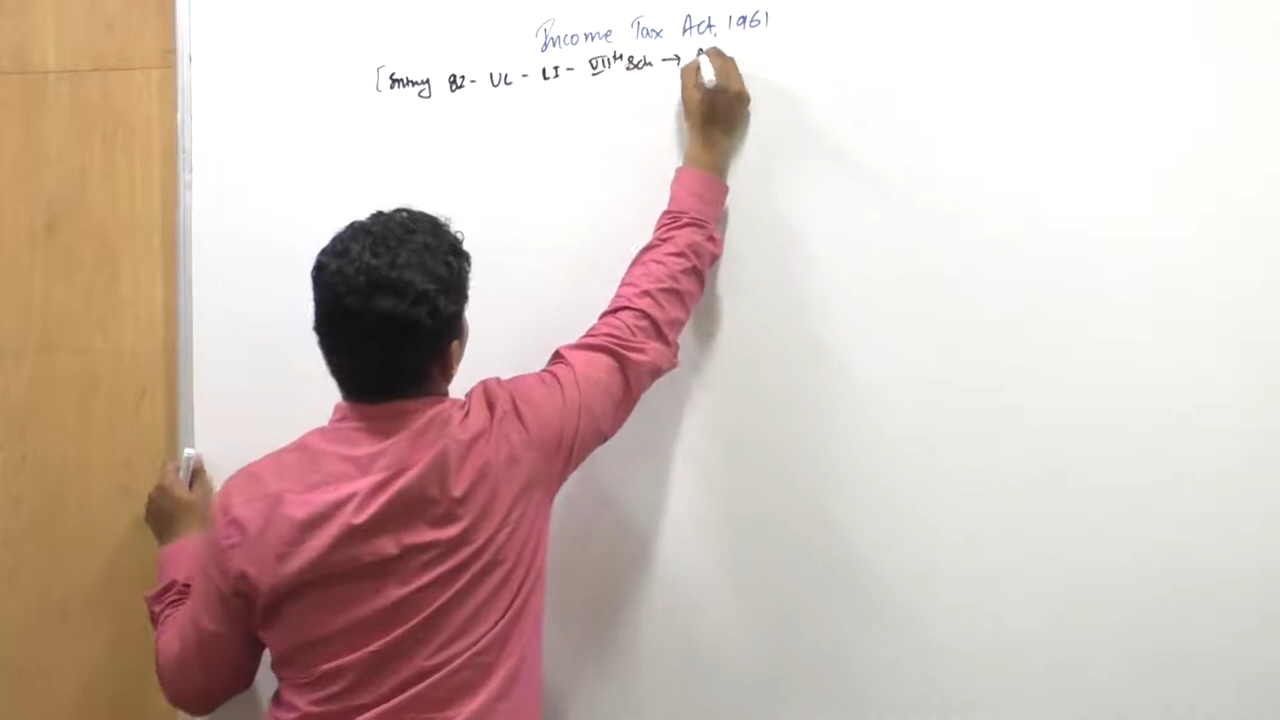 Income Tax Act, 1961
[Entry 82 - UL - LI - VIIth Sch →